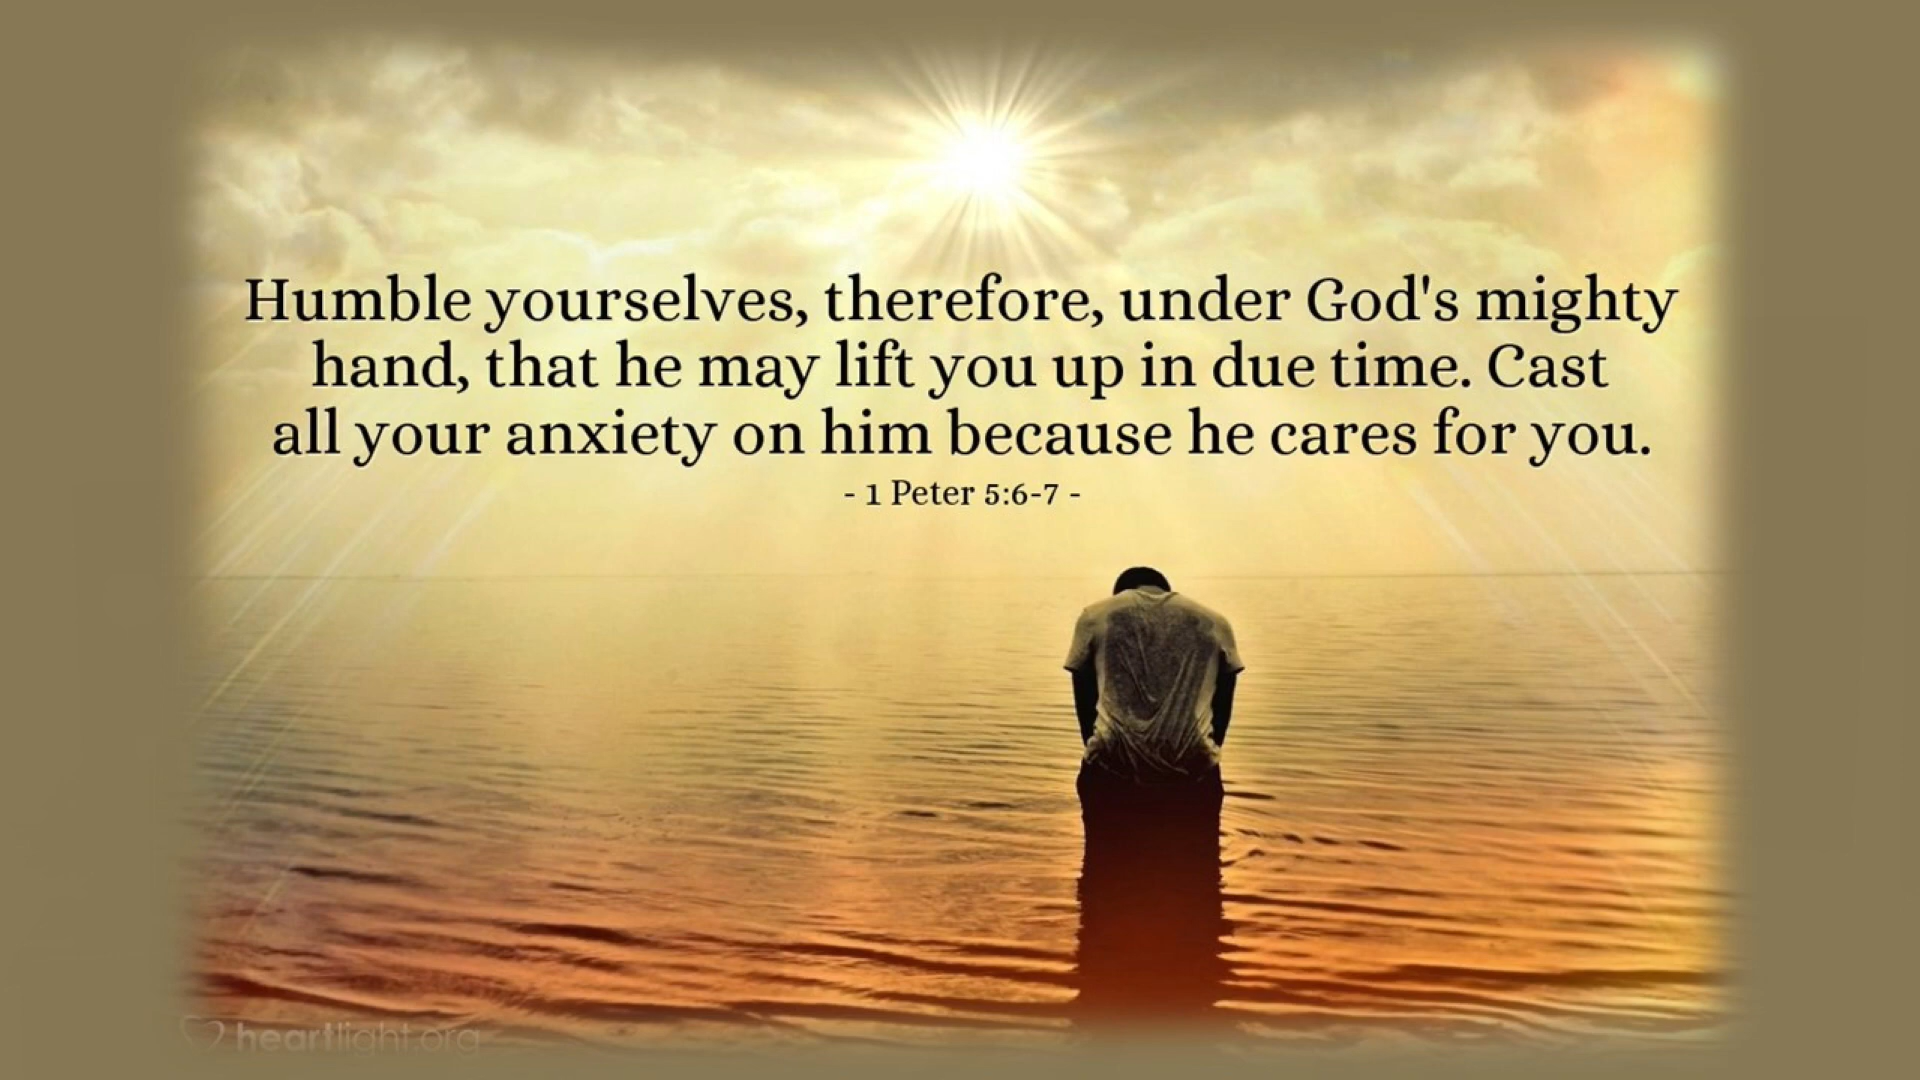 Humble yourselves, therefore, under God's mighty
hand, that he may lift you up in due time. Cast
all your anxiety on him because he cares for you.
- 1 Peter 5:6-7 -
heartlight.org